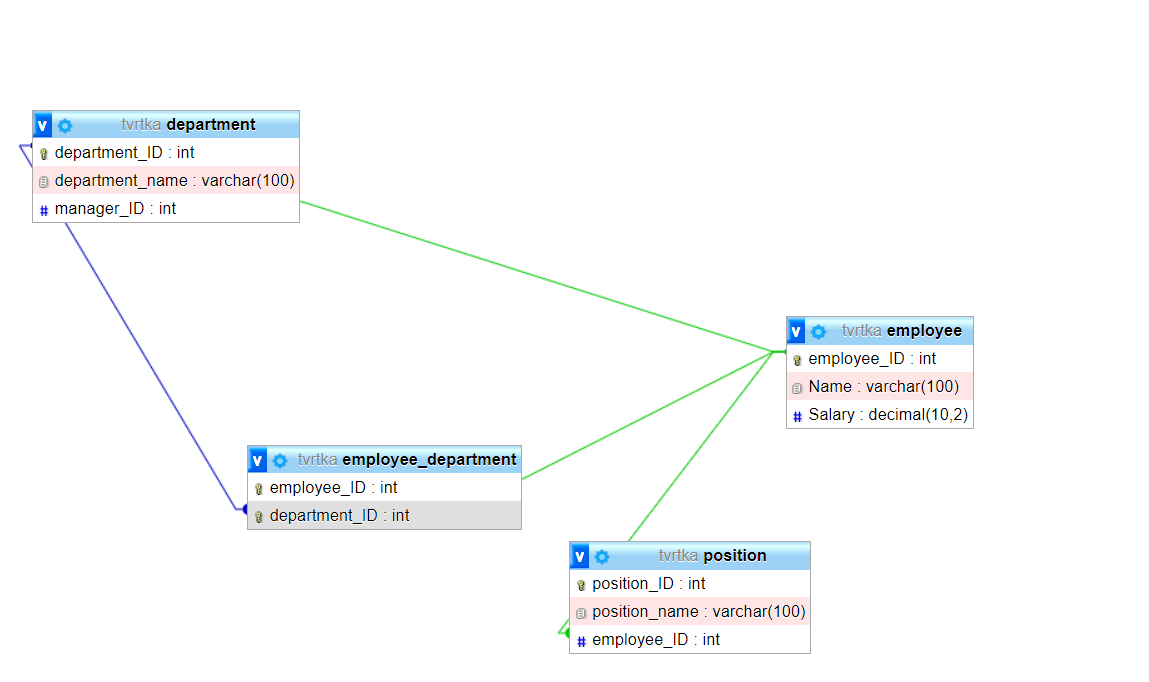 v tvrtka department
department_ID : int
department_name : varchar(100)
# manager_ID : int
v tvrtka employee
employee_ID : int
Name : varchar(100)
# Salary : decimal(10,2)
v tvrtka employee_department
employee_ID : int
department_ID : int
v tvrtka position
position_ID : int
position_name : varchar(100)
# employee_ID : int